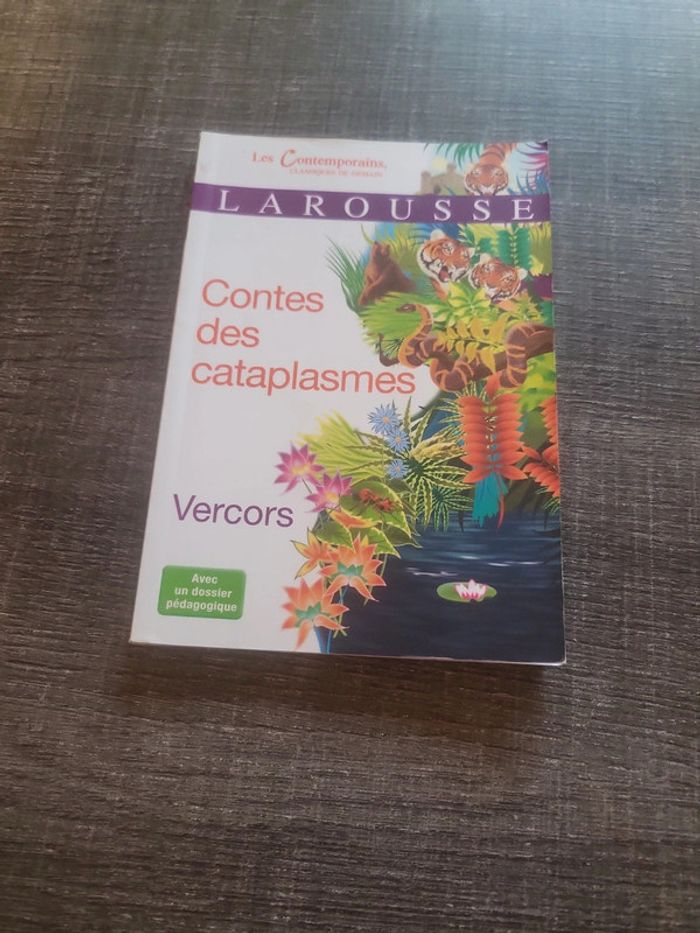 Les Contemporains,
CLASSIQUES DE DEMAIN
LAROUSSE
Contes
des
cataplasmes
Vercors
Avec
un dossier
pédagogique